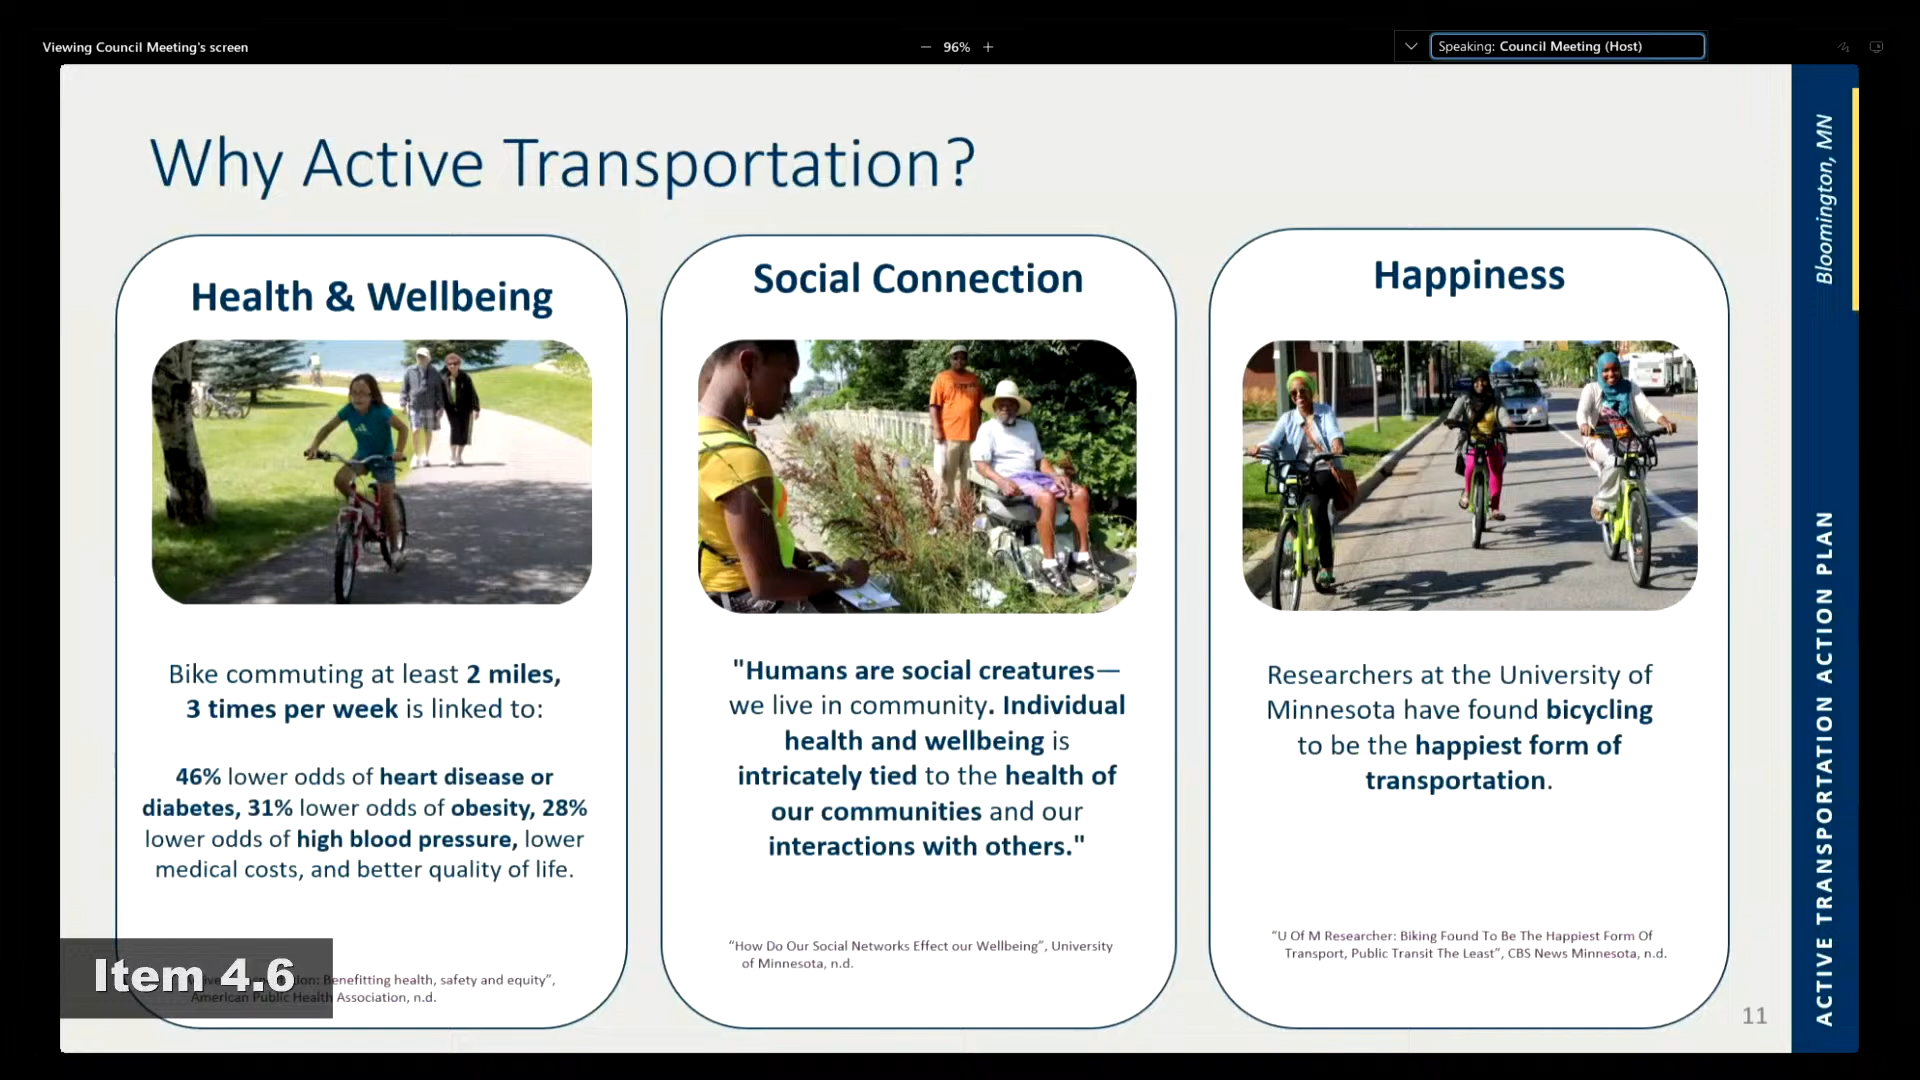 Viewing Council Meeting's screen
96%
Speaking: Council Meeting (Host)
Why Active Transportation?
Health & Wellbeing
Bike commuting at least 2 miles,
3 times per week is linked to:
46% lower odds of heart disease or
diabetes, 31% lower odds of obesity, 28%
lower odds of high blood pressure, lower
medical costs, and better quality of life.
Benefitting health, safety and equity",
American Public Health Association, n.d.
Social Connection
"Humans are social creatures—
we live in community. Individual
health and wellbeing is
intricately tied to the health of
our communities and our
interactions with others."
“How Do Our Social Networks Effect our Wellbeing”, University
of Minnesota, n.d.
Happiness
Researchers at the University of
Minnesota have found bicycling
to be the happiest form of
transportation.
“U Of M Researcher: Biking Found To Be The Happiest Form Of
Transport, Public Transit The Least”, CBS News Minnesota, n.d.
Item 4.6
11
Bloomington, MN
ACTIVE TRANSPORTATION ACTION PLAN